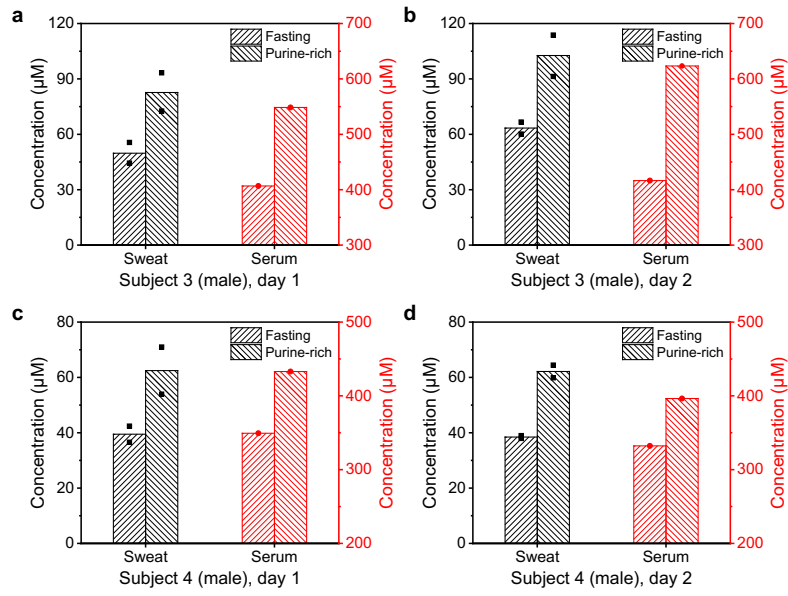 a
120
90
60
30
0
Concentration (μM)
Fasting
Purine-rich
700
600
500
400
300
Concentration (μM)
Sweat
Serum
Subject 3 (male), day 1
b
120
90
60
30
0
Concentration (μM)
Fasting
Purine-rich
700
600
500
400
300
Concentration (μM)
Sweat
Serum
Subject 3 (male), day 2
c
80
60
40
20
0
Concentration (μM)
Fasting
Purine-rich
500
400
300
200
Concentration (μM)
Sweat
Serum
Subject 4 (male), day 1
d
80
60
40
20
0
Concentration (μM)
Fasting
Purine-rich
500
400
300
200
Concentration (μM)
Sweat
Serum
Subject 4 (male), day 2